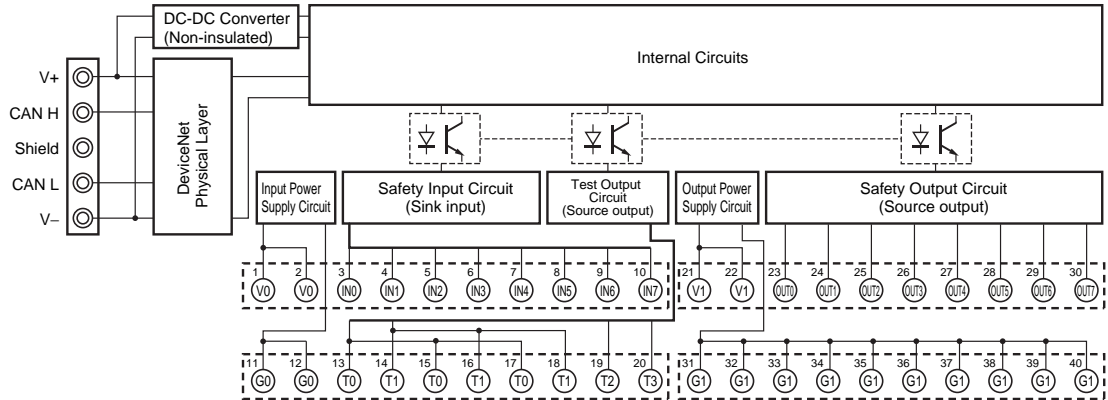 DC-DC Converter
(Non-insulated)
Internal Circuits
V+
CAN H
Shield
CAN L
V–
DeviceNet
Physical Layer
Input Power
Supply Circuit
Safety Input Circuit
(Sink input)
Test Output
Circuit
(Source output)
Output Power
Supply Circuit
Safety Output Circuit
(Source output)
1 2 3 4 5 6 7 8 9 10 21 22 23 24 25 26 27 28 29 30
V0 V0 IN0 IN1 IN2 IN3 IN4 IN5 IN6 IN7 V1 V1 OUT0 OUT1 OUT2 OUT3 OUT4 OUT5 OUT6 OUT7
11 12 13 14 15 16 17 18 19 20 31 32 33 34 35 36 37 38 39 40
G0 G0 T0 T1 T0 T1 T0 T1 T2 T3 G1 G1 G1 G1 G1 G1 G1 G1 G1 G1